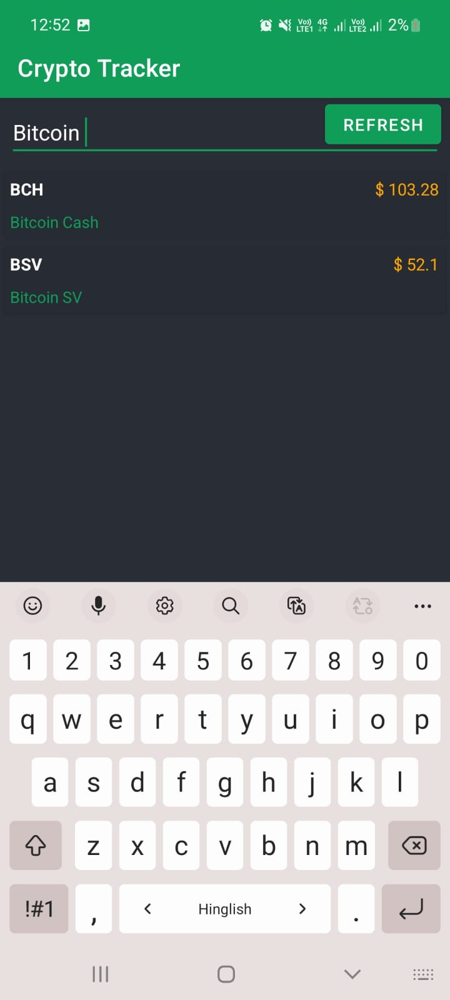 12:52 Vo)) LTE1 4G Vo)) LTE2 2%
Crypto Tracker
Bitcoin REFRESH
BCH $ 103.28
Bitcoin Cash
BSV $ 52.1
Bitcoin SV
1 2 3 4 5 6 7 8 9 0
q w e r t y u i o p
a s d f g h j k l
z x c v b n m
!#1 , < Hinglish > .